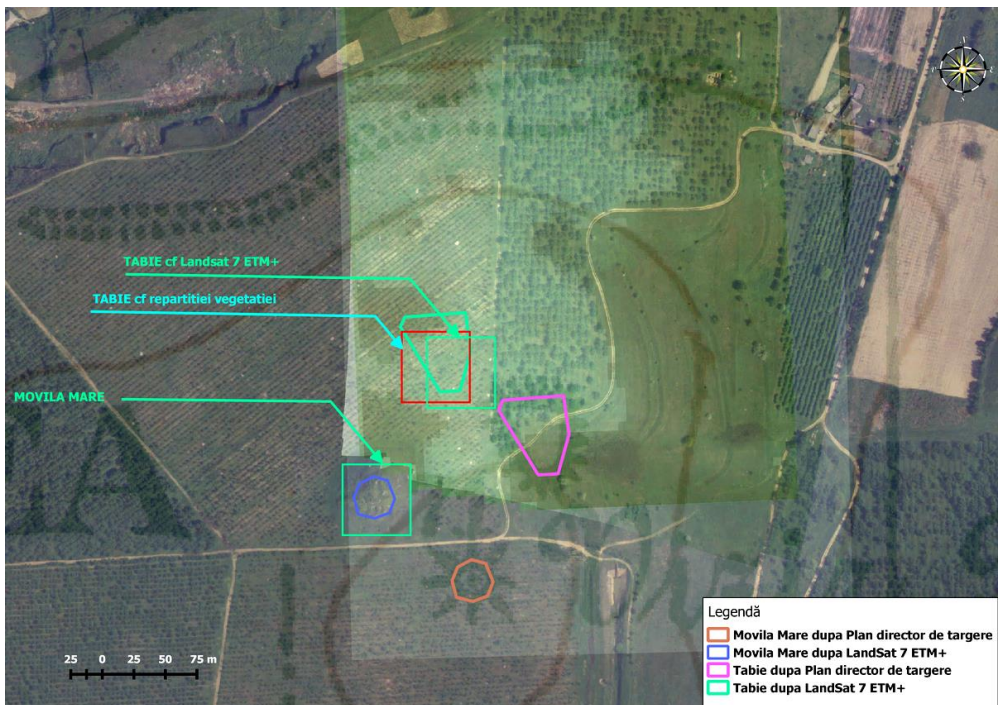 TABIE cf Landsat 7 ETM+
TABIE cf repartitiei vegetatiei
MOVILA MARE
25 0 25 50 75 m
Legendă
Movila Mare dupa Plan director de targere
Movila Mare dupa LandSat 7 ETM+
Tabie dupa Plan director de targere
Tabie dupa LandSat 7 ETM+